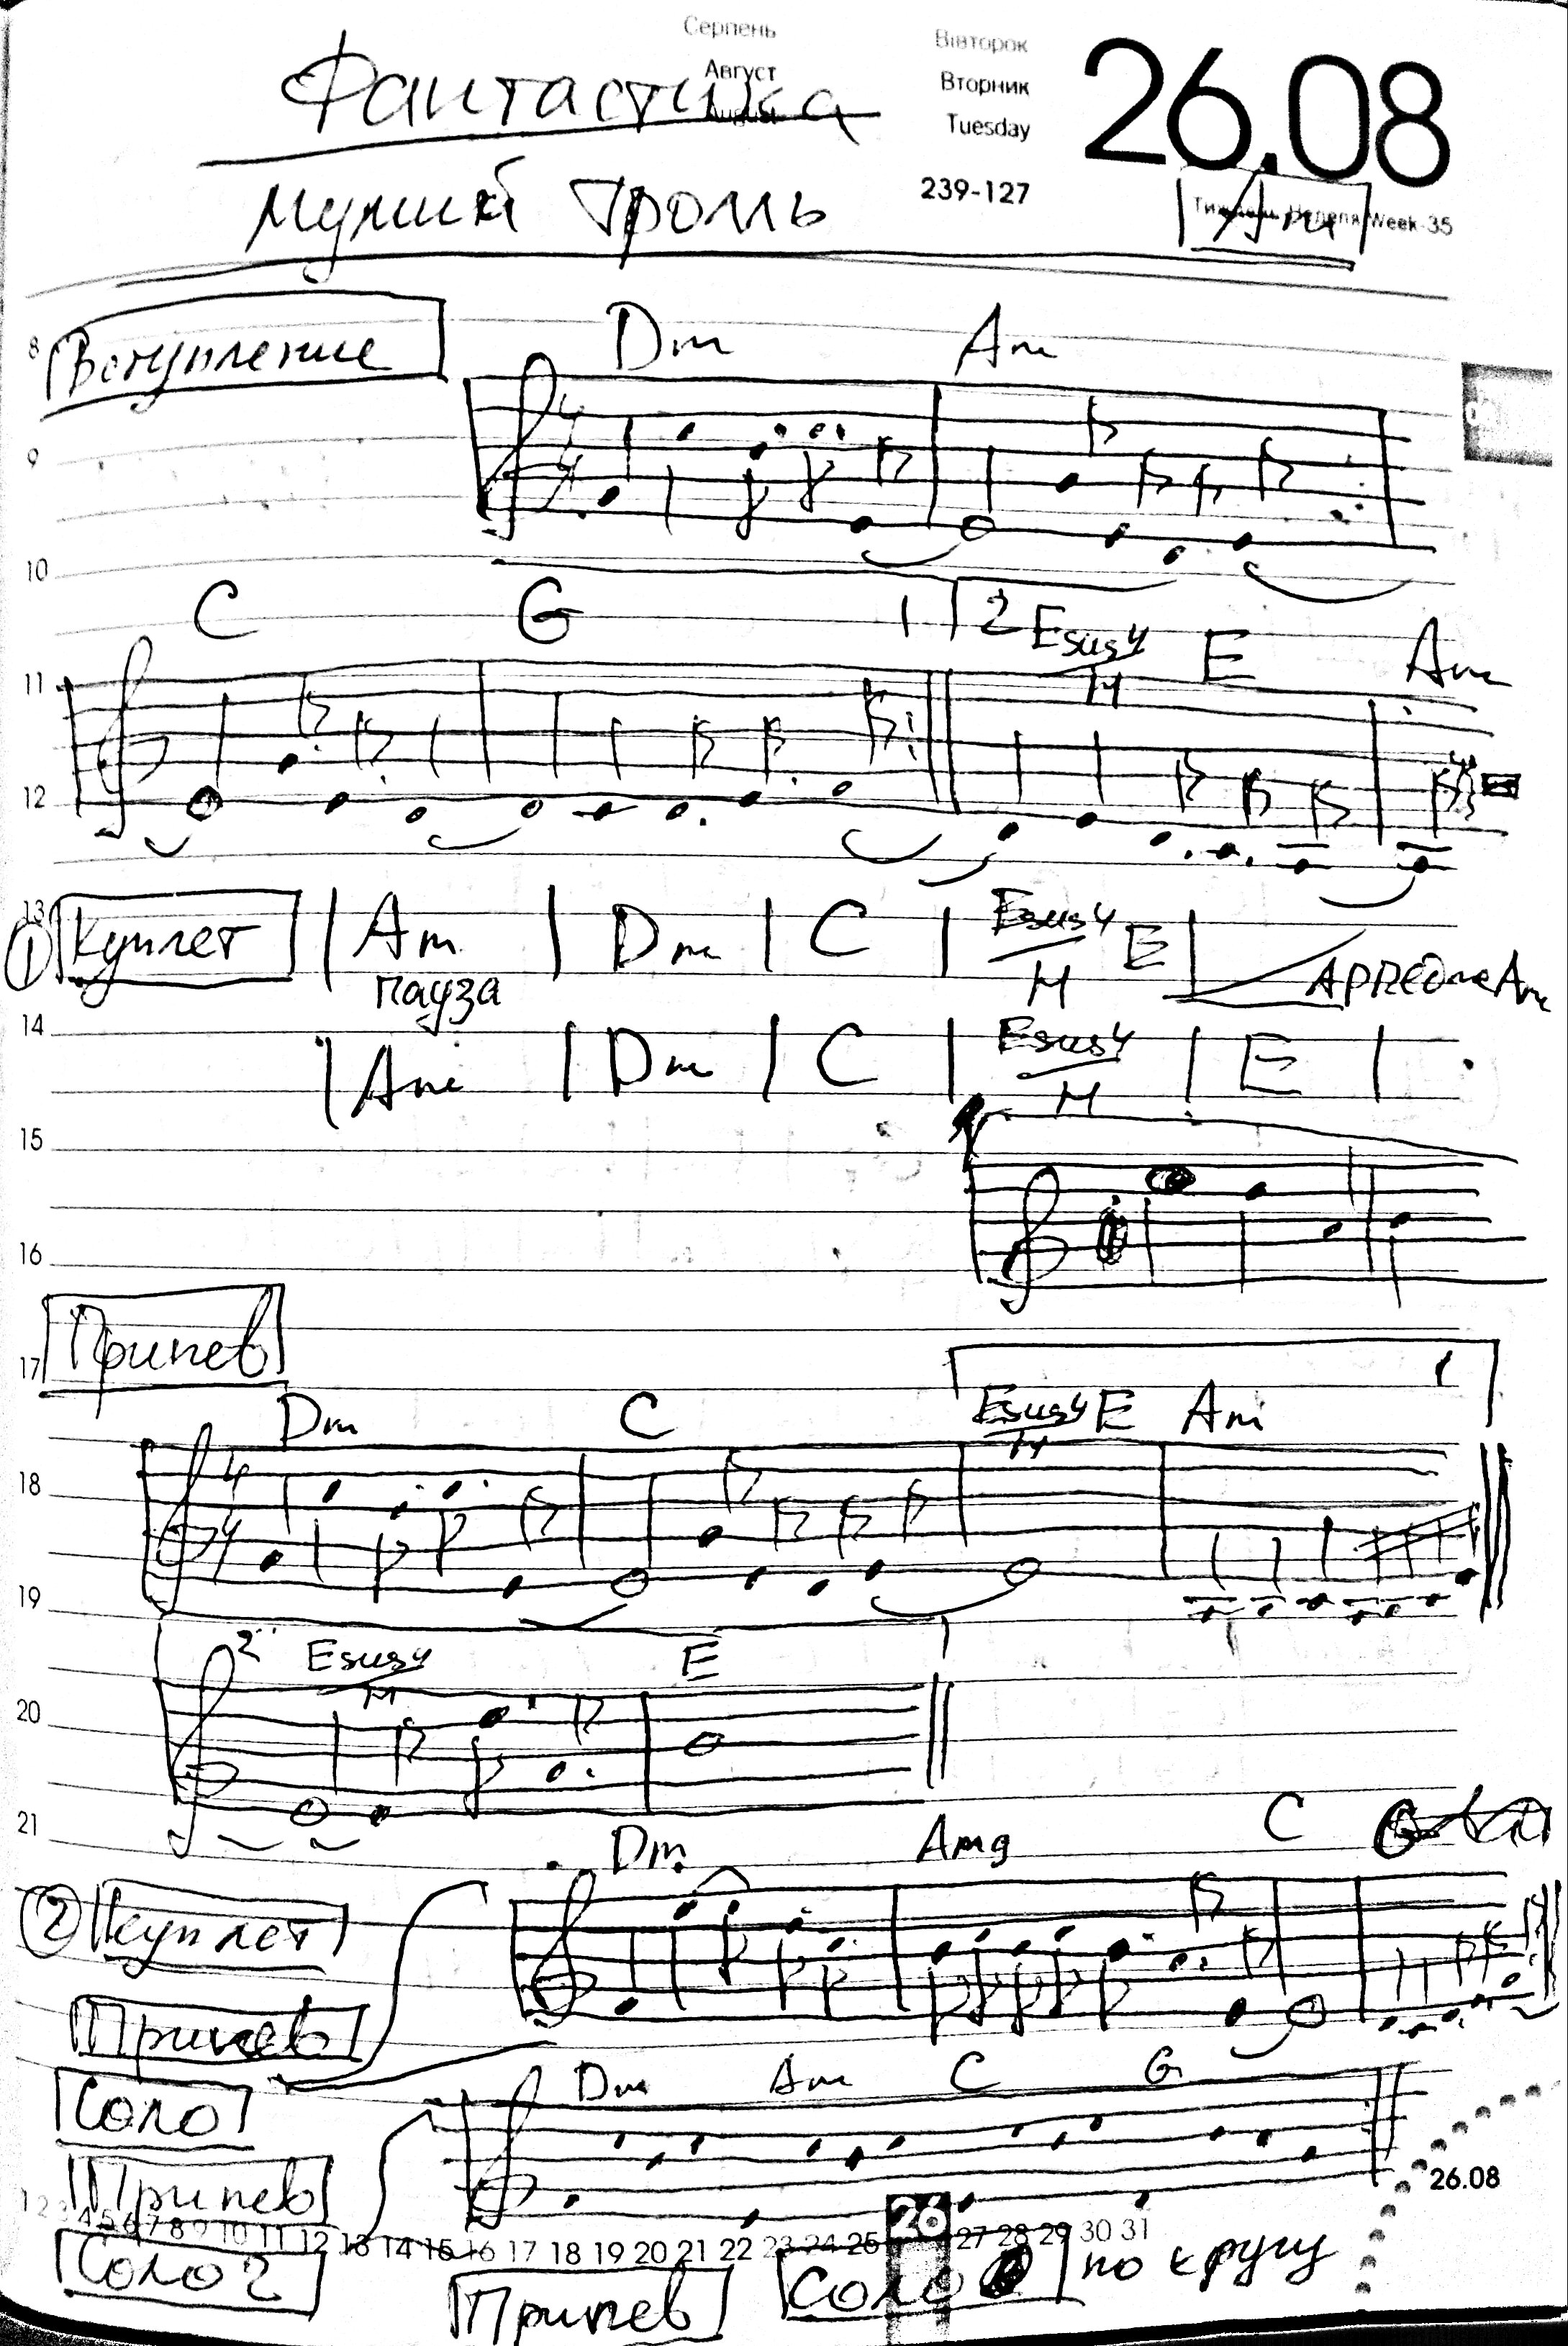 Серпень
Август
August
Вівторок
Вторник
Tuesday
239-127
26.08
Тиждень Неделя Week-35
Фантастика
Мумий Тролль
Am
8
Вступление
Dm Am
9
10
C G 1 2 Esus4/H E Am
11
12
13
① Куплет | Am | Dm | C | Esus4/H E | Арпеджио Am
пауза
14
| Am | Dm | C | Esus4/H | E |
15
16
17
Припев
1
Dm C Esus4/H E Am
18
19
2 Esus4/H E
20
21
Dm Am9 C
② Куплет
Припев
Соло
Dm Am C G
Припев
26.08
1 2 3 4 5 6 7 8 9 10 11 12 13 14 15 16 17 18 19 20 21 22 23 24 25 26 27 28 29 30 31
Соло 2
Припев Соло по кругу